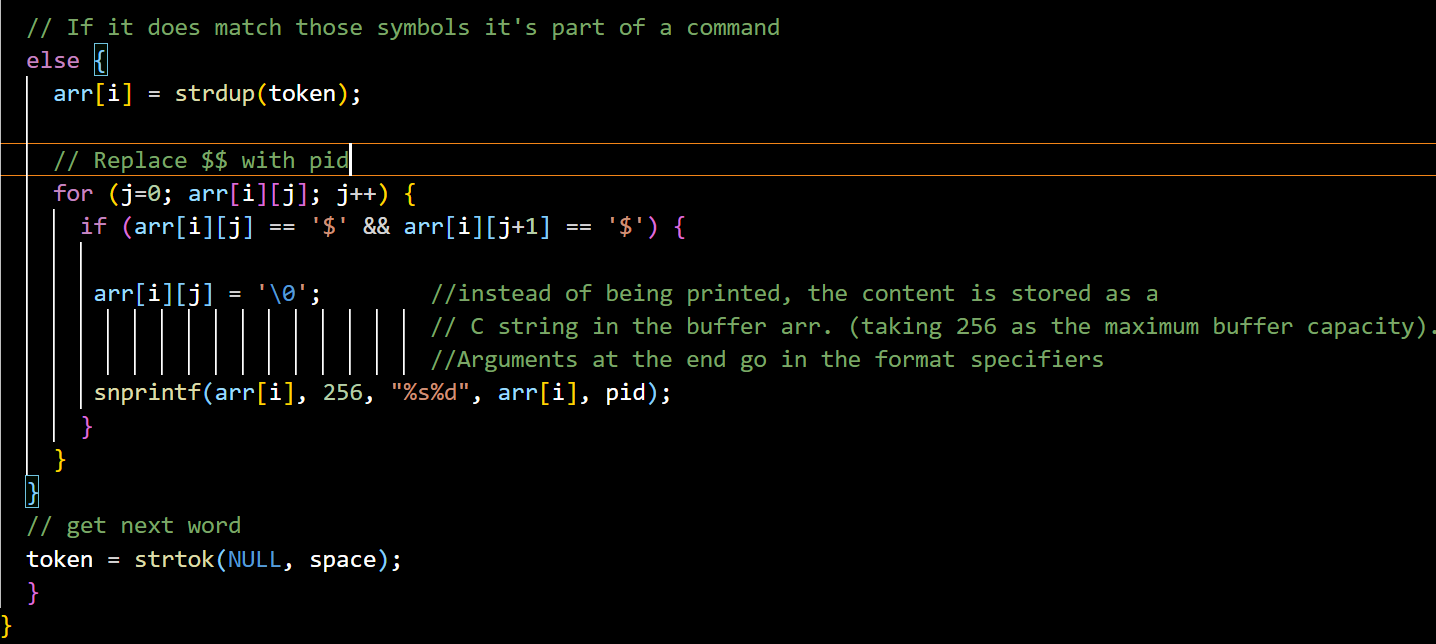 // If it does match those symbols it's part of a command
else {
arr[i] = strdup(token);
// Replace $$ with pid
for (j=0; arr[i][j]; j++) {
if (arr[i][j] == '$' && arr[i][j+1] == '$') {
arr[i][j] = '\0'; //instead of being printed, the content is stored as a
// C string in the buffer arr. (taking 256 as the maximum buffer capacity).
//Arguments at the end go in the format specifiers
snprintf(arr[i], 256, "%s%d", arr[i], pid);
}
}
}
// get next word
token = strtok(NULL, space);
}
}